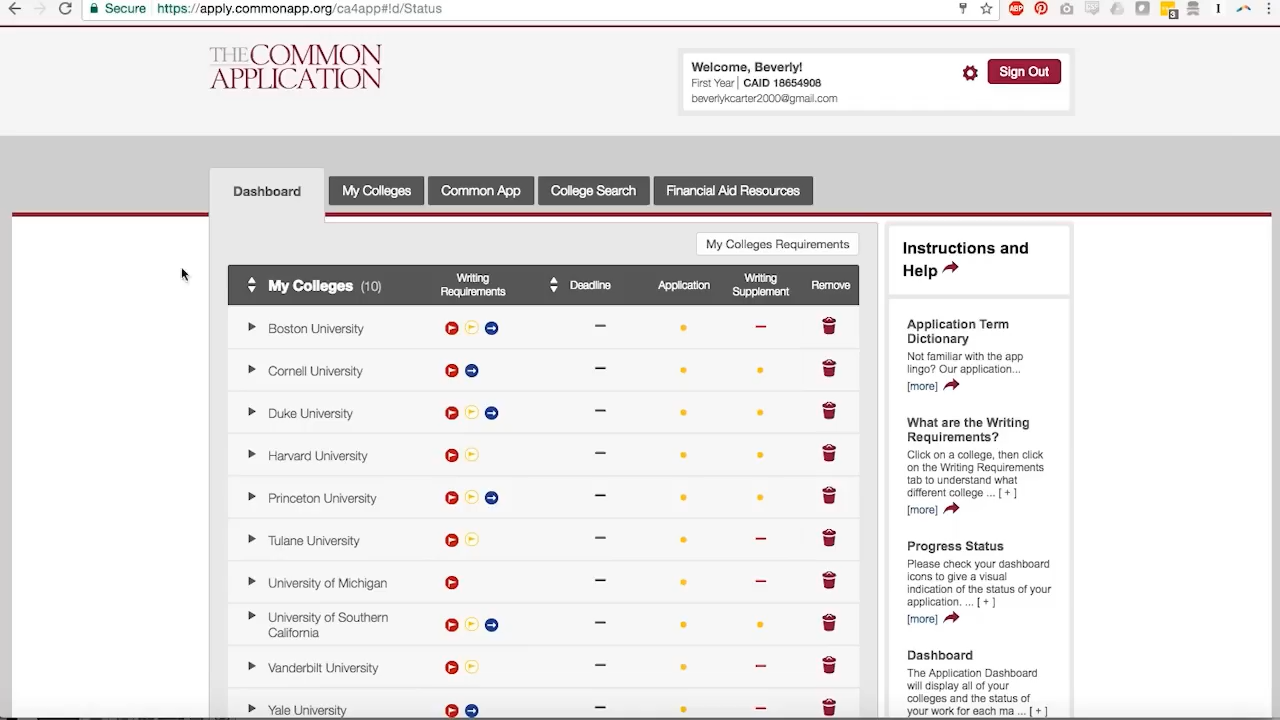 Secure https://apply.commonapp.org/ca4app#!d/Status
ABP
3
THE COMMON
APPLICATION
Welcome, Beverly!
First Year | CAID 18654908
beverlykcarter2000@gmail.com
Sign Out
Dashboard
My Colleges
Common App
College Search
Financial Aid Resources
My Colleges Requirements
My Colleges (10)
Writing
Requirements
Deadline
Application
Writing
Supplement
Remove
Boston University
Cornell University
Duke University
Harvard University
Princeton University
Tulane University
University of Michigan
University of Southern
California
Vanderbilt University
Yale University
Instructions and
Help
Application Term
Dictionary
Not familiar with the app
lingo? Our application...
[more]
What are the Writing
Requirements?
Click on a college, then click
on the Writing Requirements
tab to understand what
different college ... [ + ]
[more]
Progress Status
Please check your dashboard
icons to give a visual
indication of the status of your
application. ... [ + ]
[more]
Dashboard
The Application Dashboard
will display all of your
colleges and the status of
your work for each ma ... [ + ]